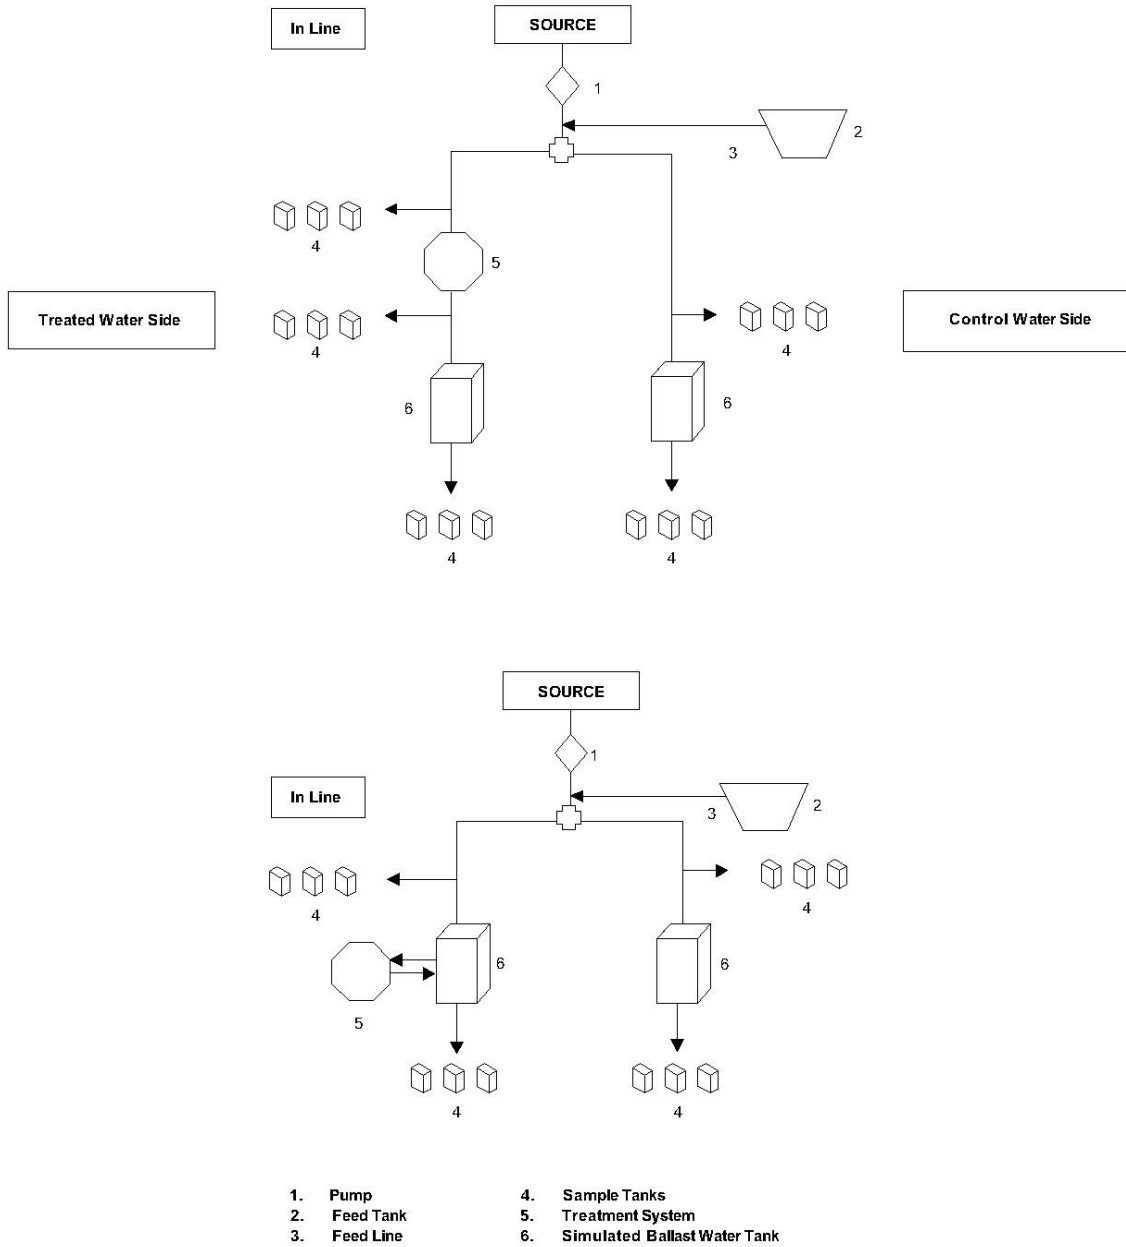 In Line
SOURCE
1
2
3
4
5
Treated Water Side
4
4
Control Water Side
6
6
4
4
SOURCE
1
In Line
3
2
4
4
6
6
5
4
4
1. Pump
2. Feed Tank
3. Feed Line
4. Sample Tanks
5. Treatment System
6. Simulated Ballast Water Tank